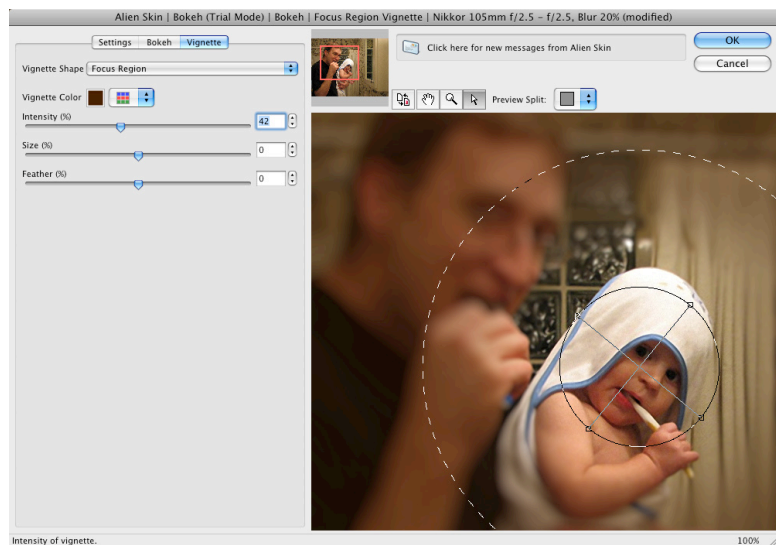 Alien Skin | Bokeh (Trial Mode) | Bokeh | Focus Region Vignette | Nikkor 105mm f/2.5 - f/2.5, Blur 20% (modified)
Settings Bokeh Vignette
Vignette Shape Focus Region
Vignette Color
Intensity (%)
42
Size (%)
0
Feather (%)
0
Click here for new messages from Alien Skin
OK
Cancel
Preview Split:
Intensity of vignette.
100%